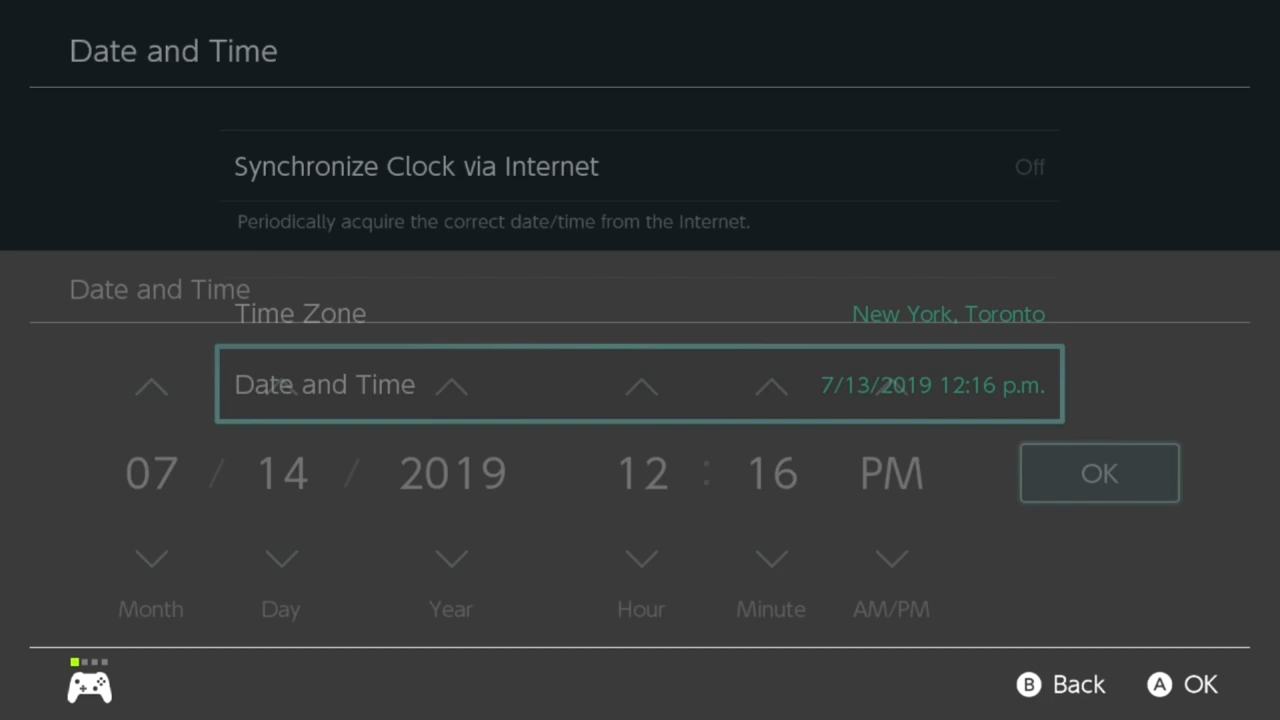 Date and Time
Synchronize Clock via Internet Off
Periodically acquire the correct date/time from the Internet.
Date and Time
Time Zone New York, Toronto
Date and Time 7/13/2019 12:16 p.m.
07 / 14 / 2019 12 : 16 PM OK
Month Day Year Hour Minute AM/PM
B Back A OK